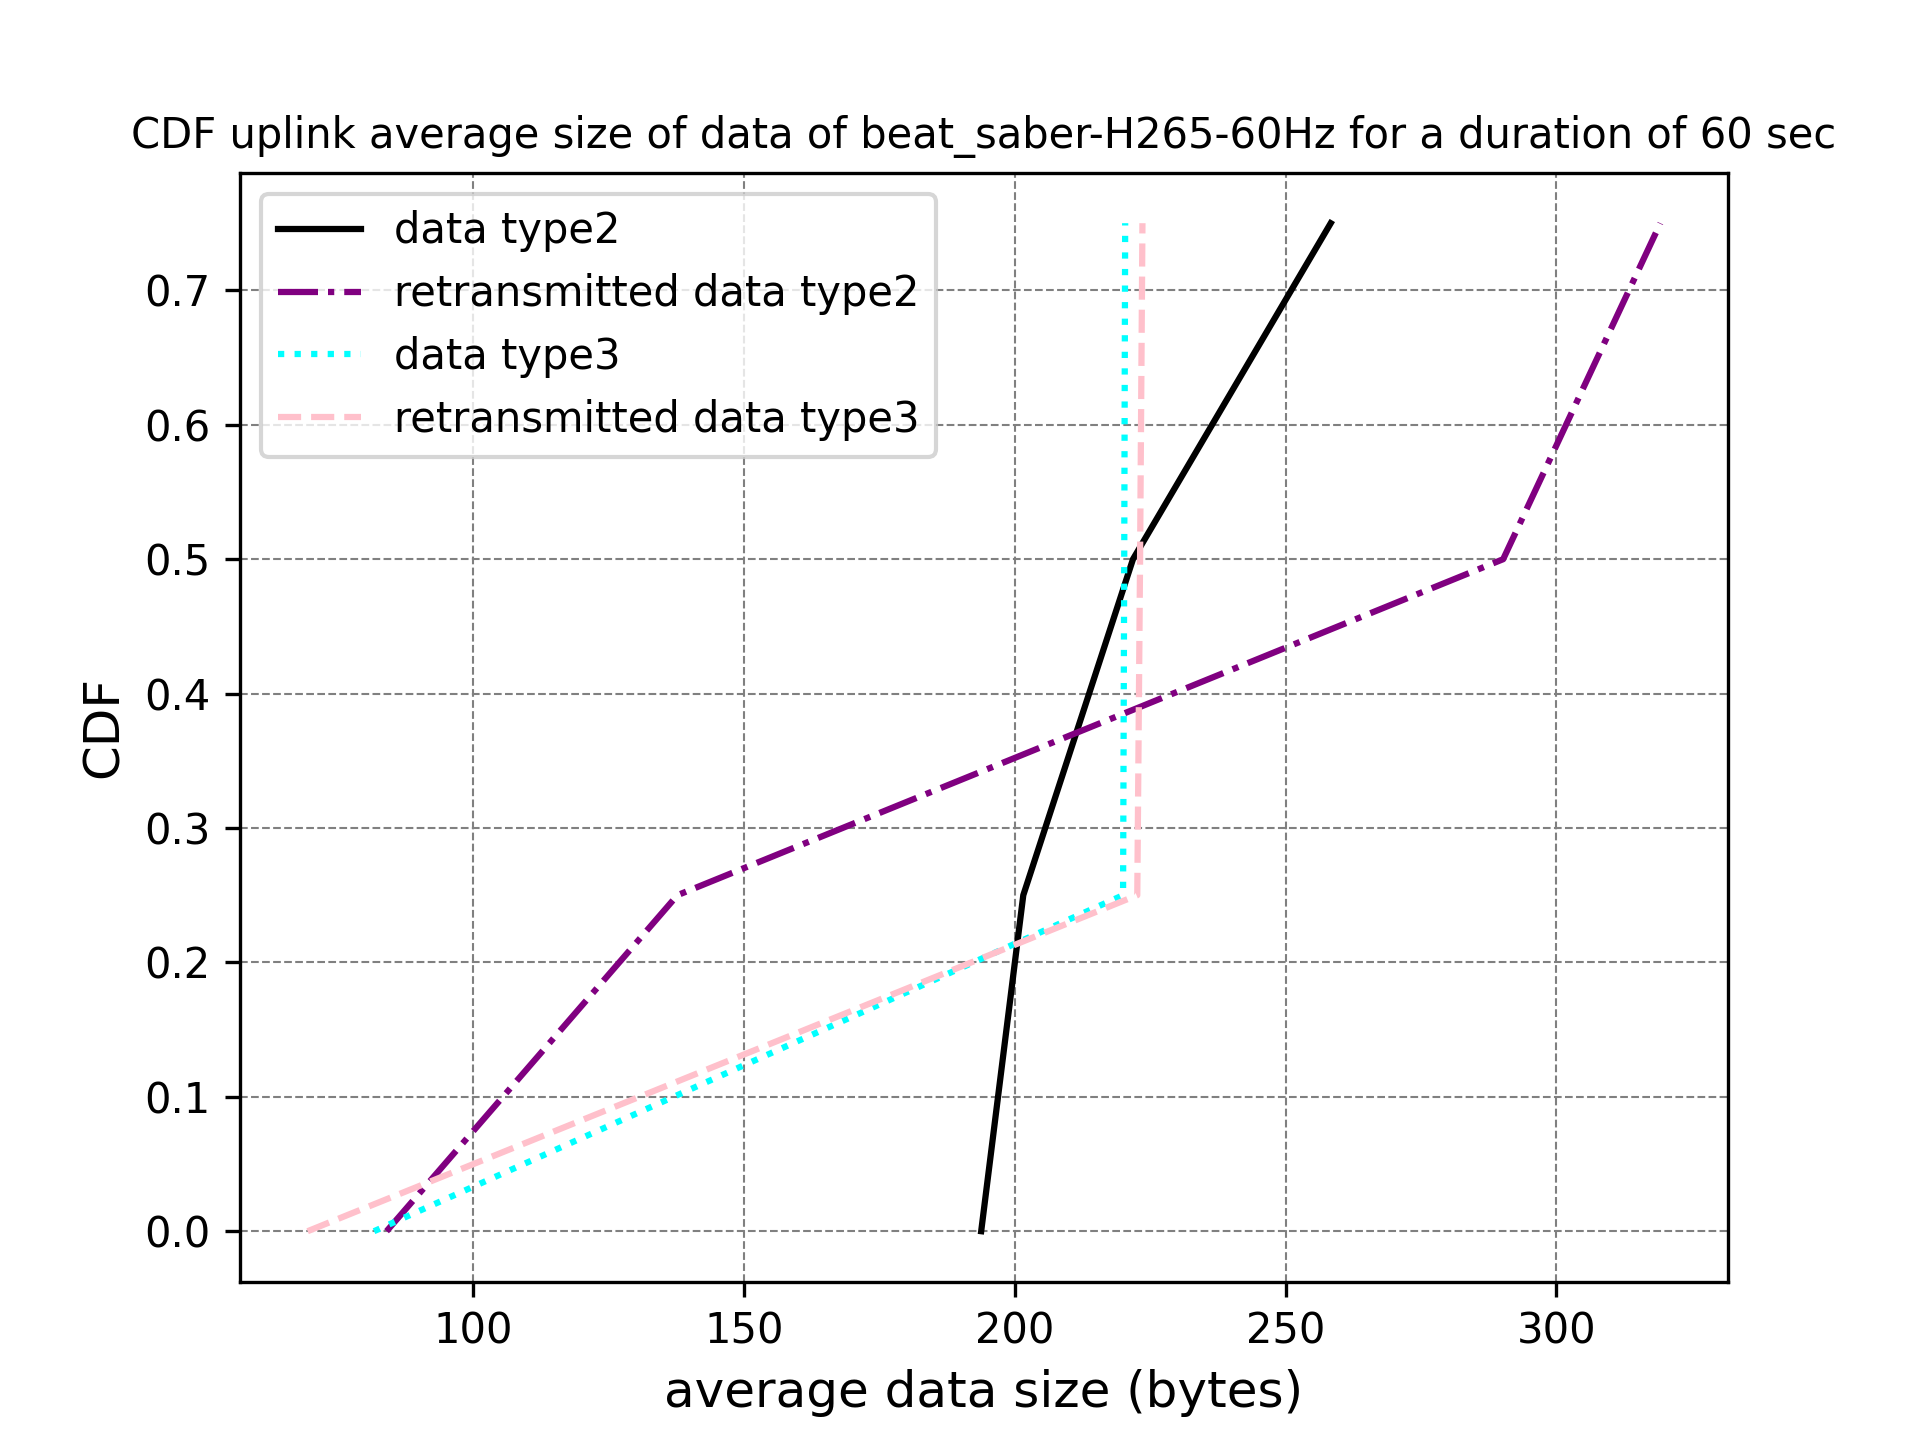 CDF uplink average size of data of beat_saber-H265-60Hz for a duration of 60 sec
data type2
retransmitted data type2
data type3
retransmitted data type3
0.7
0.6
0.5
0.4
0.3
0.2
0.1
0.0
CDF
100 150 200 250 300
average data size (bytes)